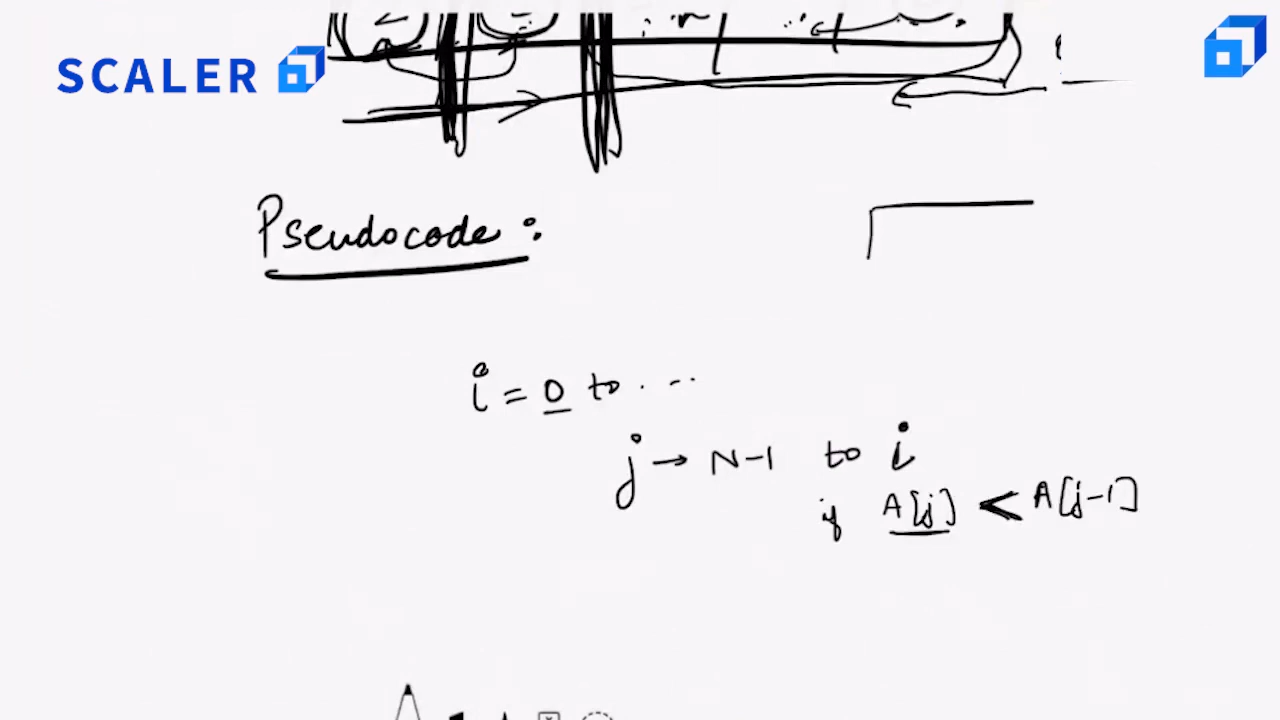 SCALER
Pseudocode :
i = 0 to . . . .
j → N-1 to i
if A[j] < A[j-1]